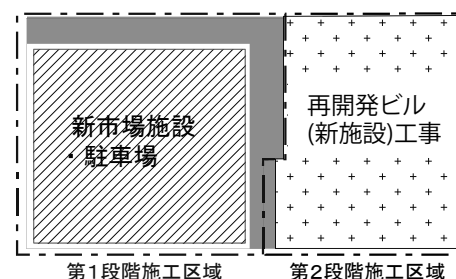 新市場施設
・駐車場
再開発ビル
(新施設)工事
第1段階施工区域
第2段階施工区域